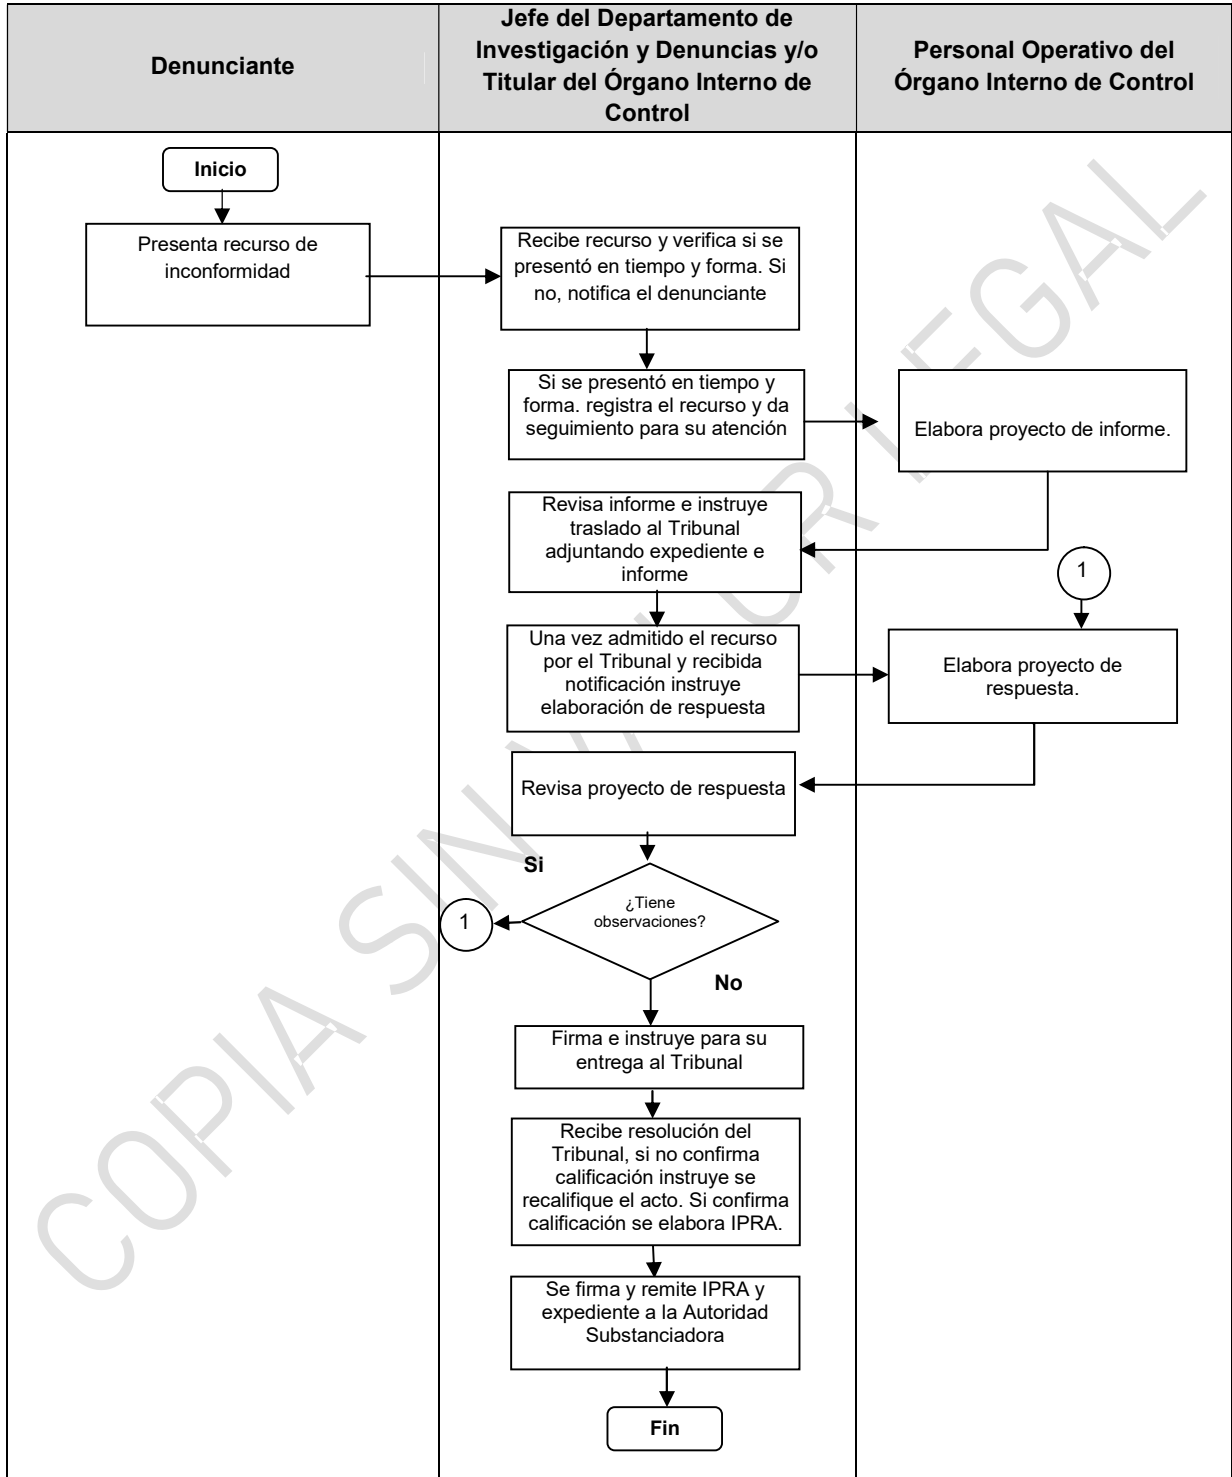 Denunciante
Jefe del Departamento de
Investigación y Denuncias y/o
Titular del Órgano Interno de
Control
Personal Operativo del
Órgano Interno de Control
Inicio
Presenta recurso de
inconformidad
Recibe recurso y verifica si se
presentó en tiempo y forma. Si
no, notifica el denunciante
Si se presentó en tiempo y
forma. registra el recurso y da
seguimiento para su atención
Elabora proyecto de informe.
Revisa informe e instruye
traslado al Tribunal
adjuntando expediente e
informe
1
Una vez admitido el recurso
por el Tribunal y recibida
notificación instruye
elaboración de respuesta
Elabora proyecto de
respuesta.
Revisa proyecto de respuesta
Si
¿Tiene
observaciones?
1
No
Firma e instruye para su
entrega al Tribunal
Recibe resolución del
Tribunal, si no confirma
calificación instruye se
recalifique el acto. Si confirma
calificación se elabora IPRA.
Se firma y remite IPRA y
expediente a la Autoridad
Substanciadora
Fin